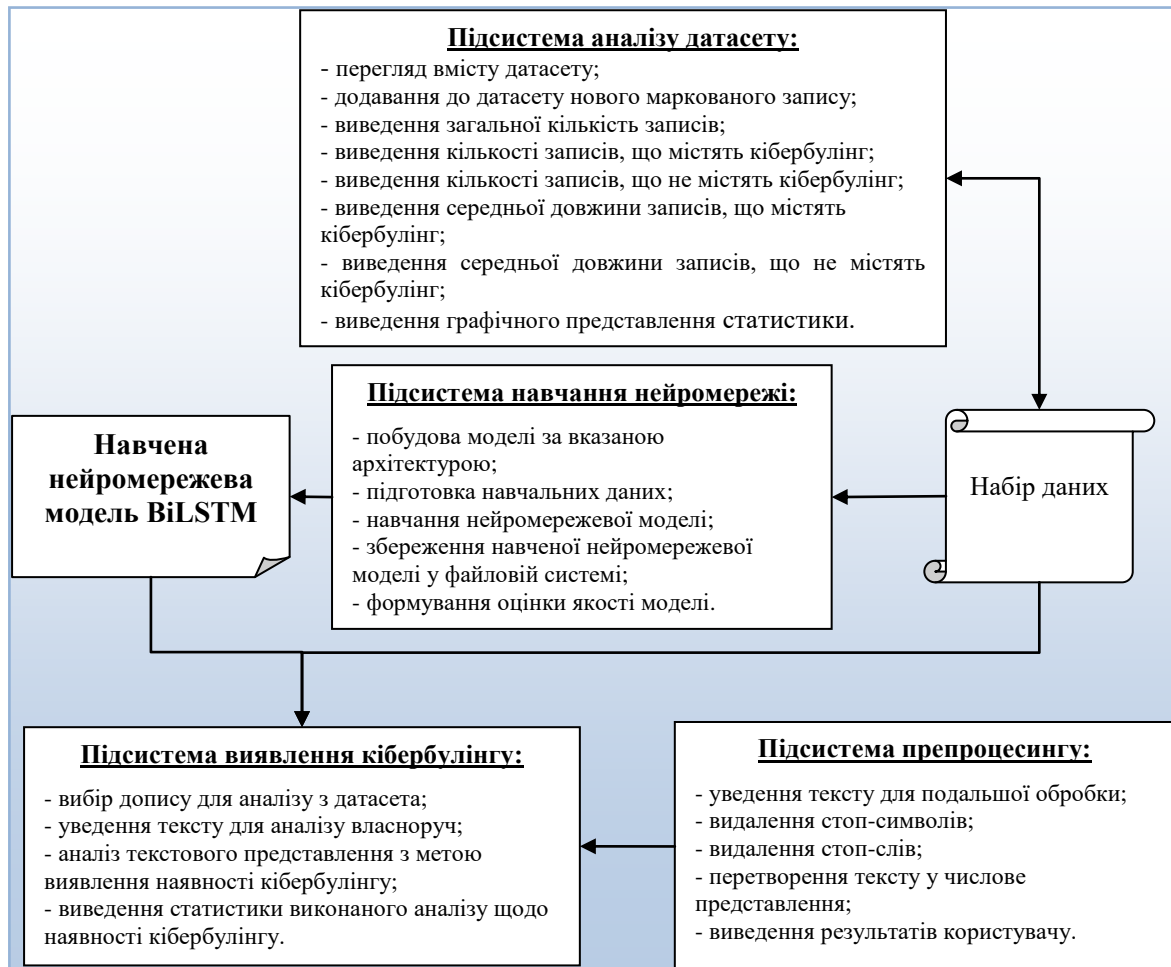 Підсистема аналізу датасету:
- перегляд вмісту датасету;
- додавання до датасету нового маркованого запису;
- виведення загальної кількість записів;
- виведення кількості записів, що містять кібербулінг;
- виведення кількості записів, що не містять кібербулінг;
- виведення середньої довжини записів, що містять
кібербулінг;
- виведення середньої довжини записів, що не містять
кібербулінг;
- виведення графічного представлення статистики.
Навчена
нейромережева
модель BiLSTM
Підсистема навчання нейромережі:
- побудова моделі за вказаною
архітектурою;
- підготовка навчальних даних;
- навчання нейромережевої моделі;
- збереження навченої нейромережевої
моделі у файловій системі;
- формування оцінки якості моделі.
Набір даних
Підсистема виявлення кібербулінгу:
- вибір допису для аналізу з датасета;
- уведення тексту для аналізу власноруч;
- аналіз текстового представлення з метою
виявлення наявності кібербулінгу;
- виведення статистики виконаного аналізу щодо
наявності кібербулінгу.
Підсистема препроцесингу:
- уведення тексту для подальшої обробки;
- видалення стоп-символів;
- видалення стоп-слів;
- перетворення тексту у числове
представлення;
- виведення результатів користувачу.